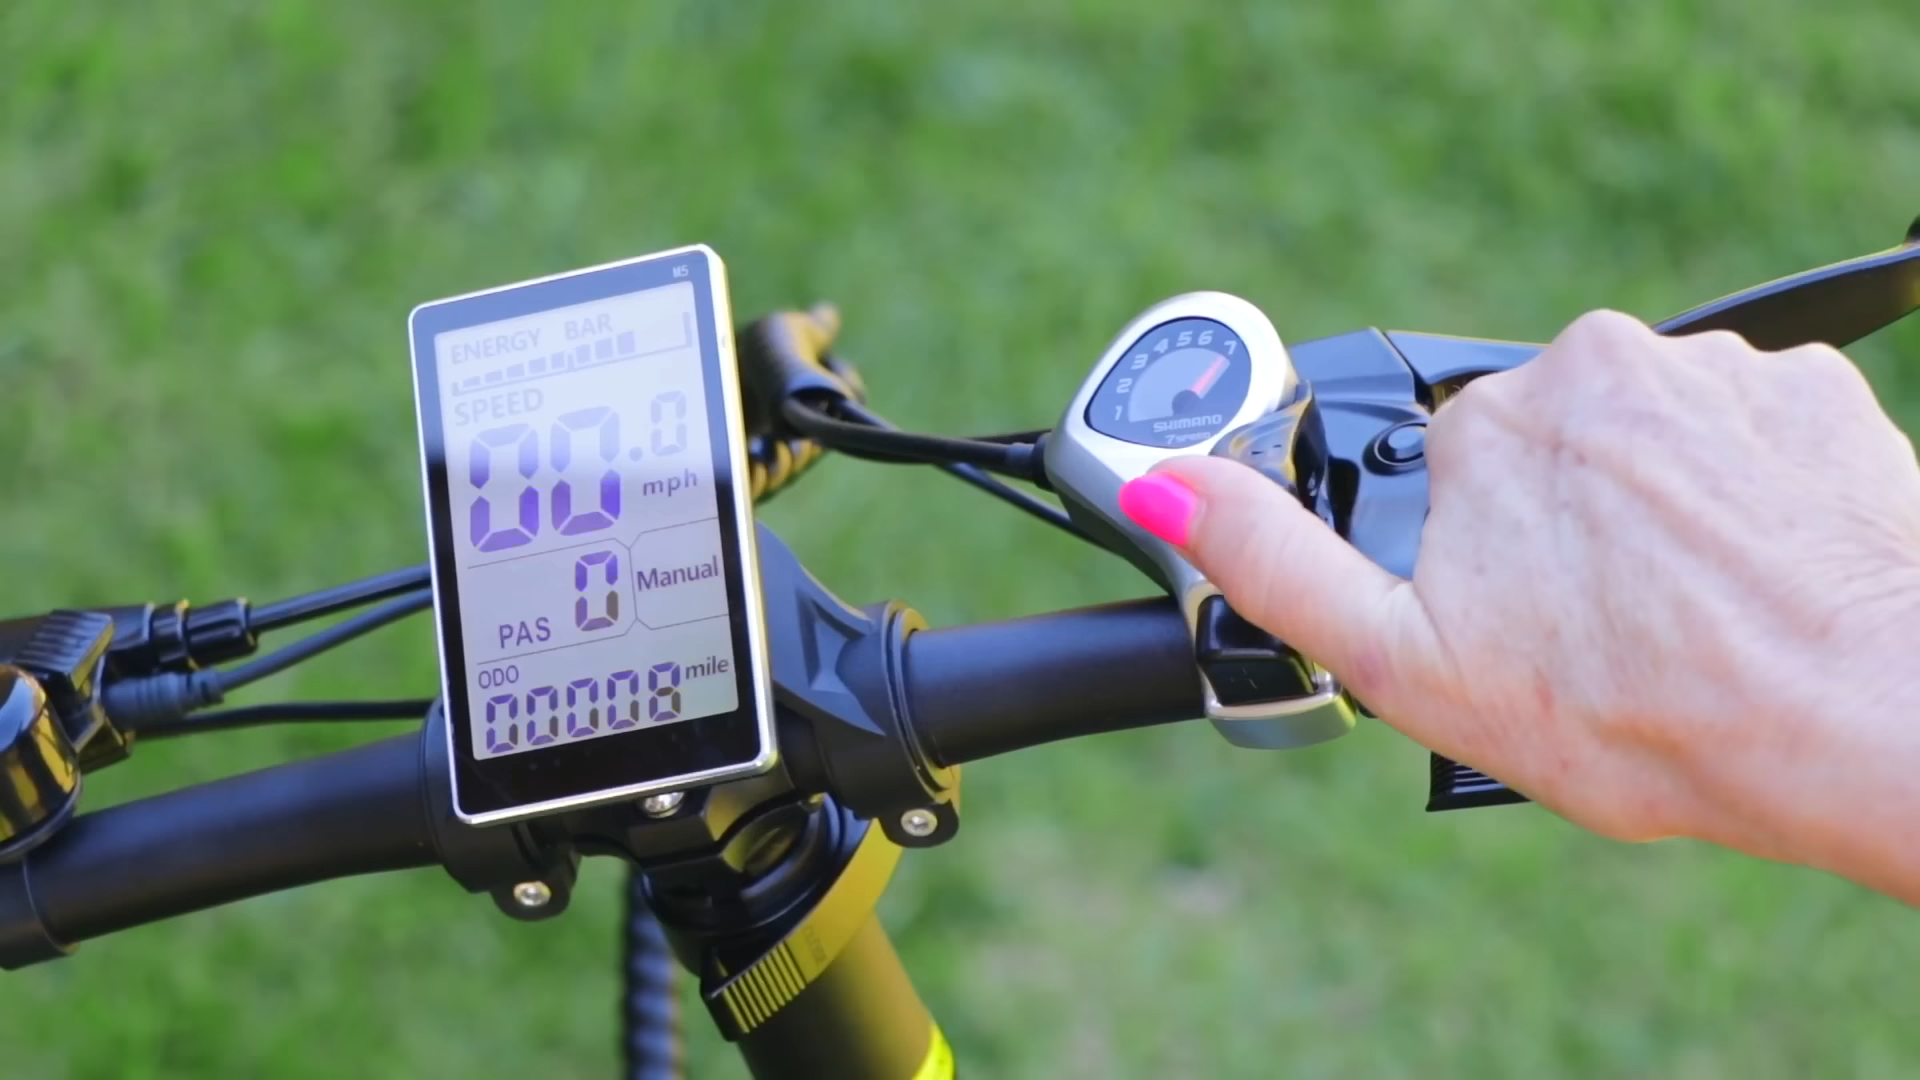 M5
ENERGY BAR
SPEED
00.0
mph
PAS 0 Manual
ODO
00008 mile
1 2 3 4 5 6 7
SHIMANO
7 SPEED